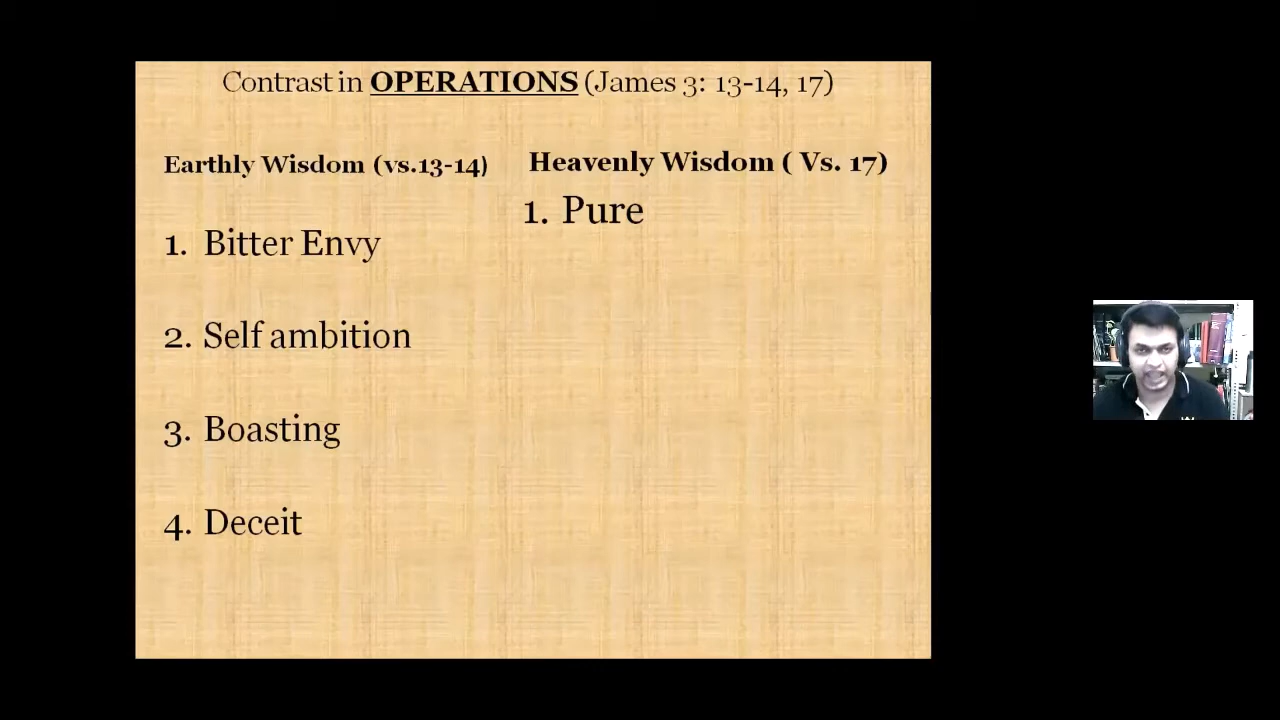 Contrast in OPERATIONS (James 3: 13-14, 17)
Earthly Wisdom (vs.13-14)
1. Bitter Envy
2. Self ambition
3. Boasting
4. Deceit
Heavenly Wisdom ( Vs. 17)
1. Pure